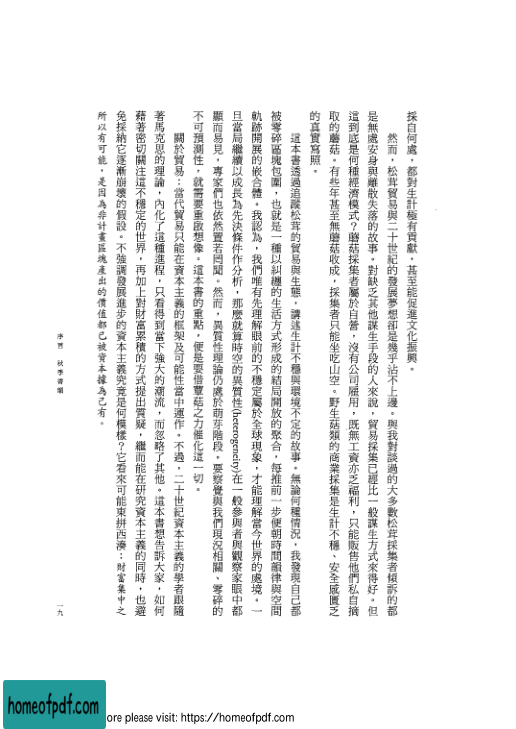 採自何處，都對生計極有貢獻，甚至能促進文化振興。
然而，松茸貿易與二十世紀的發展夢想卻是幾乎沾不上邊。與我對談過的大多數松茸採集者傾訴的都
是無處安身與離散失落的故事。對缺乏其他謀生手段的人來說，貿易採集已經比一般謀生方式來得好。但
這到底是何種經濟模式？蘑菇採集者屬於自營，沒有公司雇用，既無工資亦乏福利，只能販售他們私自摘
取的蘑菇。有些年甚至無蘑菇收成，採集者只能坐吃山空。野生菇類的商業採集是生計不穩、安全感匱乏
的真實寫照。
這本書透過追蹤松茸的貿易與生態，講述生計不穩與環境不定的故事。無論何種情況，我發現自己都
被零碎區塊包圍，也就是一種以糾纏的生活方式形成的結局開放的聚合，每推前一步便朝時間韻律與空間
軌跡開展的嵌合體。我認為，我們唯有先理解眼前的不穩定屬於全球現象，才能理解當今世界的處境。一
旦當局繼續以成長為先決條件作分析，那麼就算時空的異質性(heterogeneity)在一般參與者與觀察家眼中都
顯而易見，專家們也依然置若罔聞。然而，異質性理論仍處於萌芽階段。要察覺與我們現況相關、零碎的
不可預測性，就需要重啟想像。這本書的重點，便是要借蕈菇之力催化這一切。
關於貿易：當代貿易只能在資本主義的框架及可能性當中運作。不過，二十世紀資本主義的學者跟隨
著馬克思的理論，內化了這種進程，只看得到當下強大的潮流，而忽略了其他。這本書想告訴大家，如何
藉著密切關注這不穩定的世界，再加上對財富累積的方式提出質疑，繼而能在研究資本主義的同時，也避
免採納它逐漸崩壞的假設。不強調發展進步的資本主義究竟是何模樣？它看來可能東拼西湊：財富集中之
所以有可能，是因為非計畫區塊產出的價值都已被資本據為己有。
序言 秋季香頌
一九
homeofpdf.com
ore please visit: https://homeofpdf.com